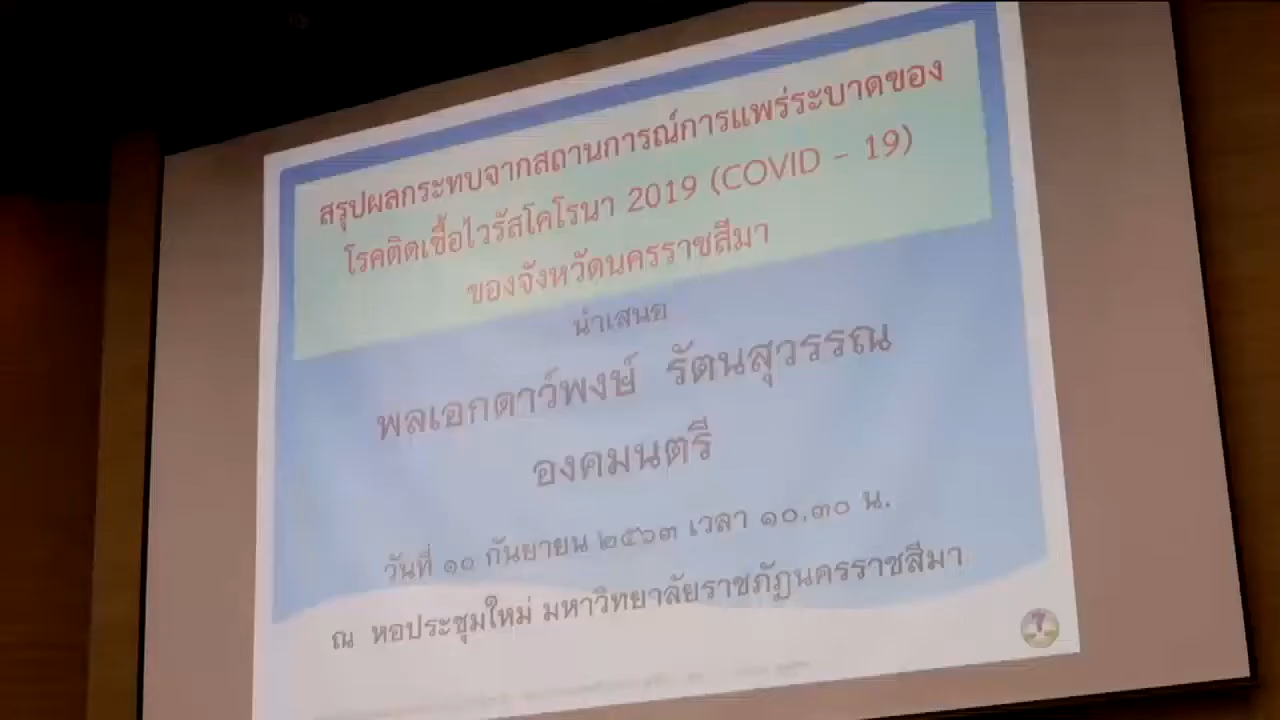 สรุปผลกระทบจากสถานการณ์การแพร่ระบาดของ
โรคติดเชื้อไวรัสโคโรนา 2019 (COVID - 19)
ของจังหวัดนครราชสีมา
นำเสนอ
พลเอกดาว์พงษ์ รัตนสุวรรณ
องคมนตรี
วันที่ ๑๐ กันยายน ๒๕๖๓ เวลา ๑๐.๓๐ น.
ณ หอประชุมใหม่ มหาวิทยาลัยราชภัฏนครราชสีมา